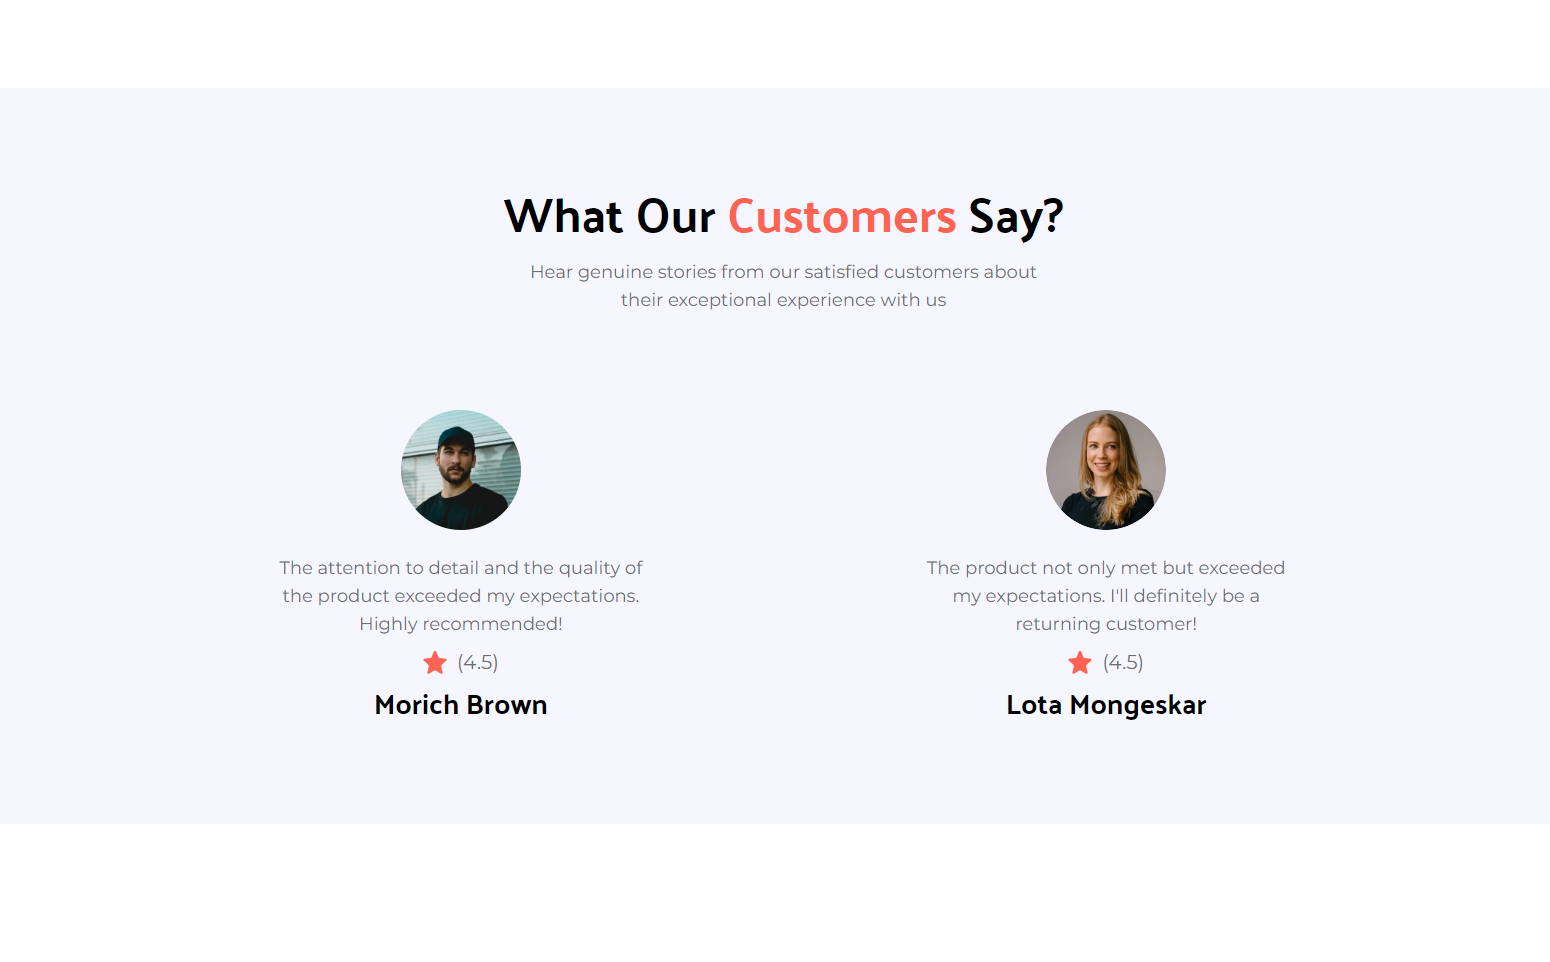 What Our Customers Say?
Hear genuine stories from our satisfied customers about
their exceptional experience with us
The attention to detail and the quality of
the product exceeded my expectations.
Highly recommended!
(4.5)
Morich Brown
The product not only met but exceeded
my expectations. I'll definitely be a
returning customer!
(4.5)
Lota Mongeskar